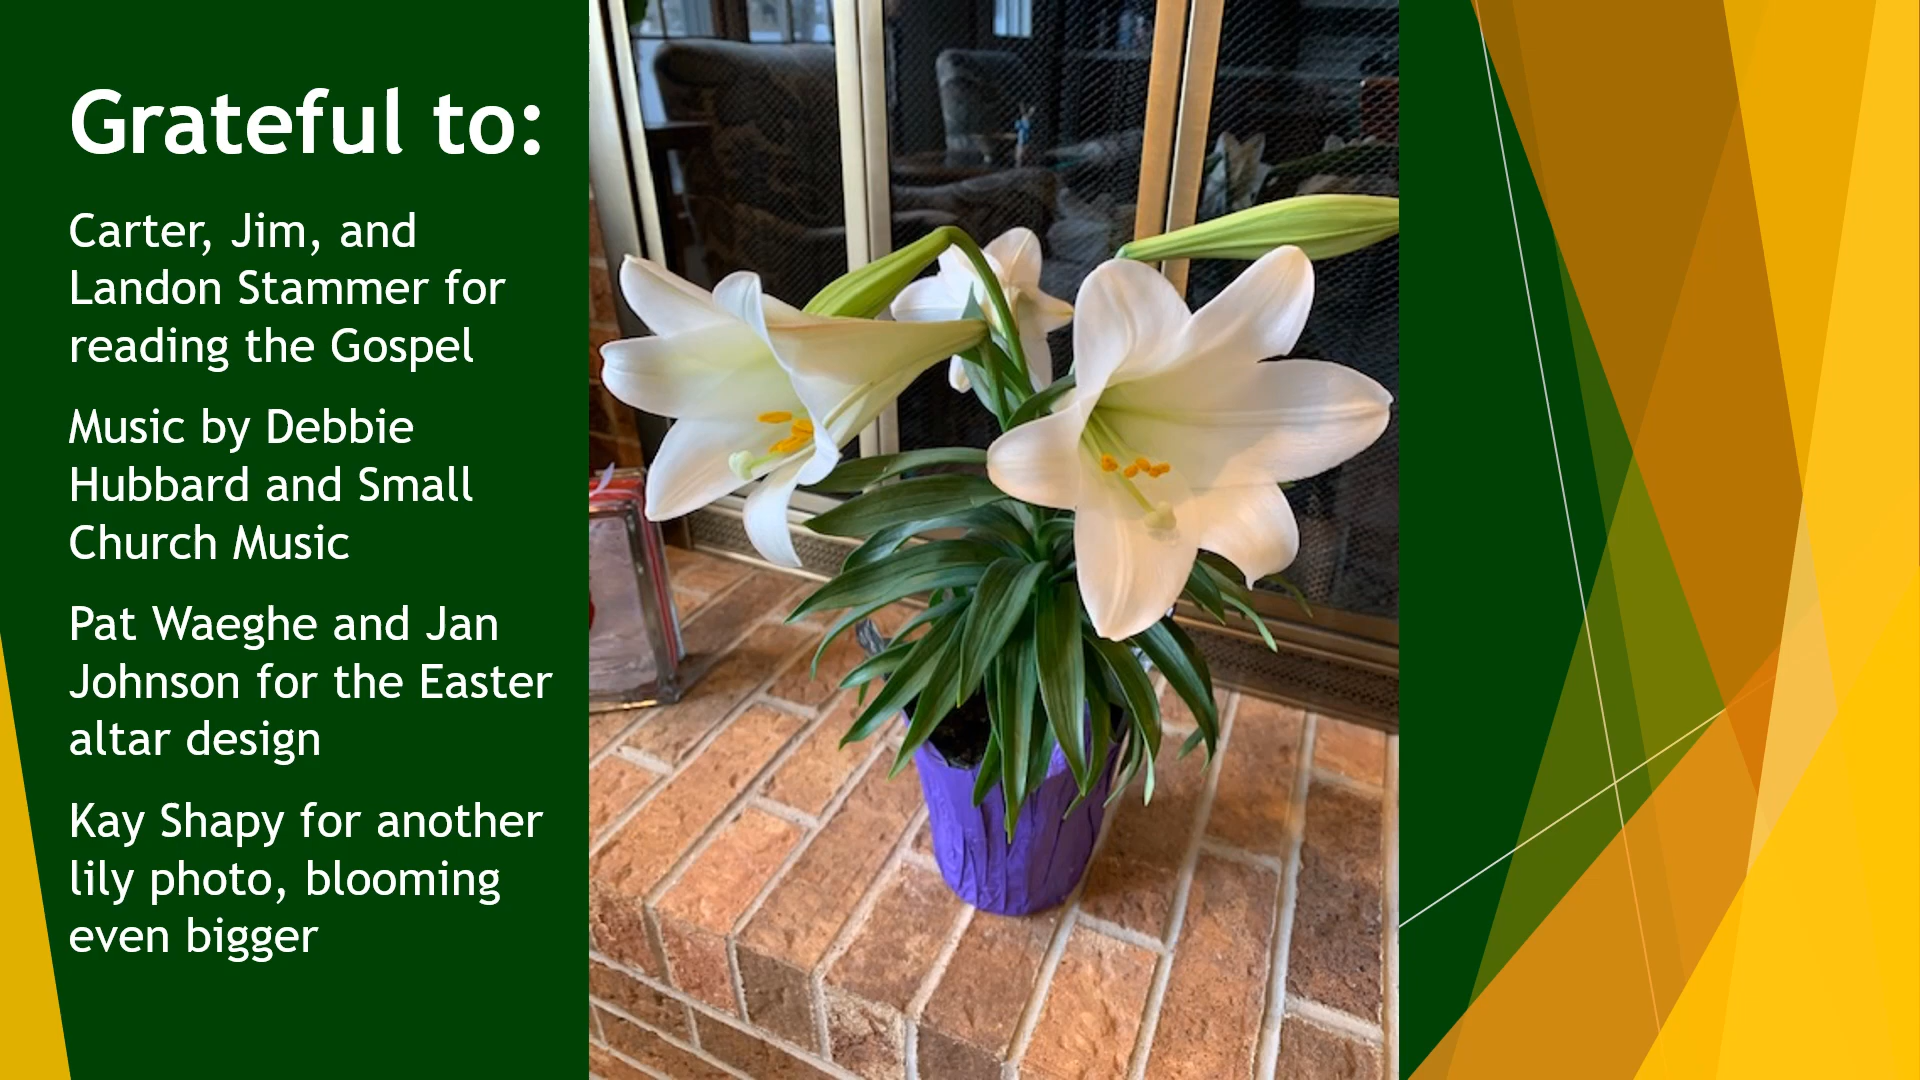 Grateful to:
Carter, Jim, and
Landon Stammer for
reading the Gospel
Music by Debbie
Hubbard and Small
Church Music
Pat Waeghe and Jan
Johnson for the Easter
altar design
Kay Shapy for another
lily photo, blooming
even bigger